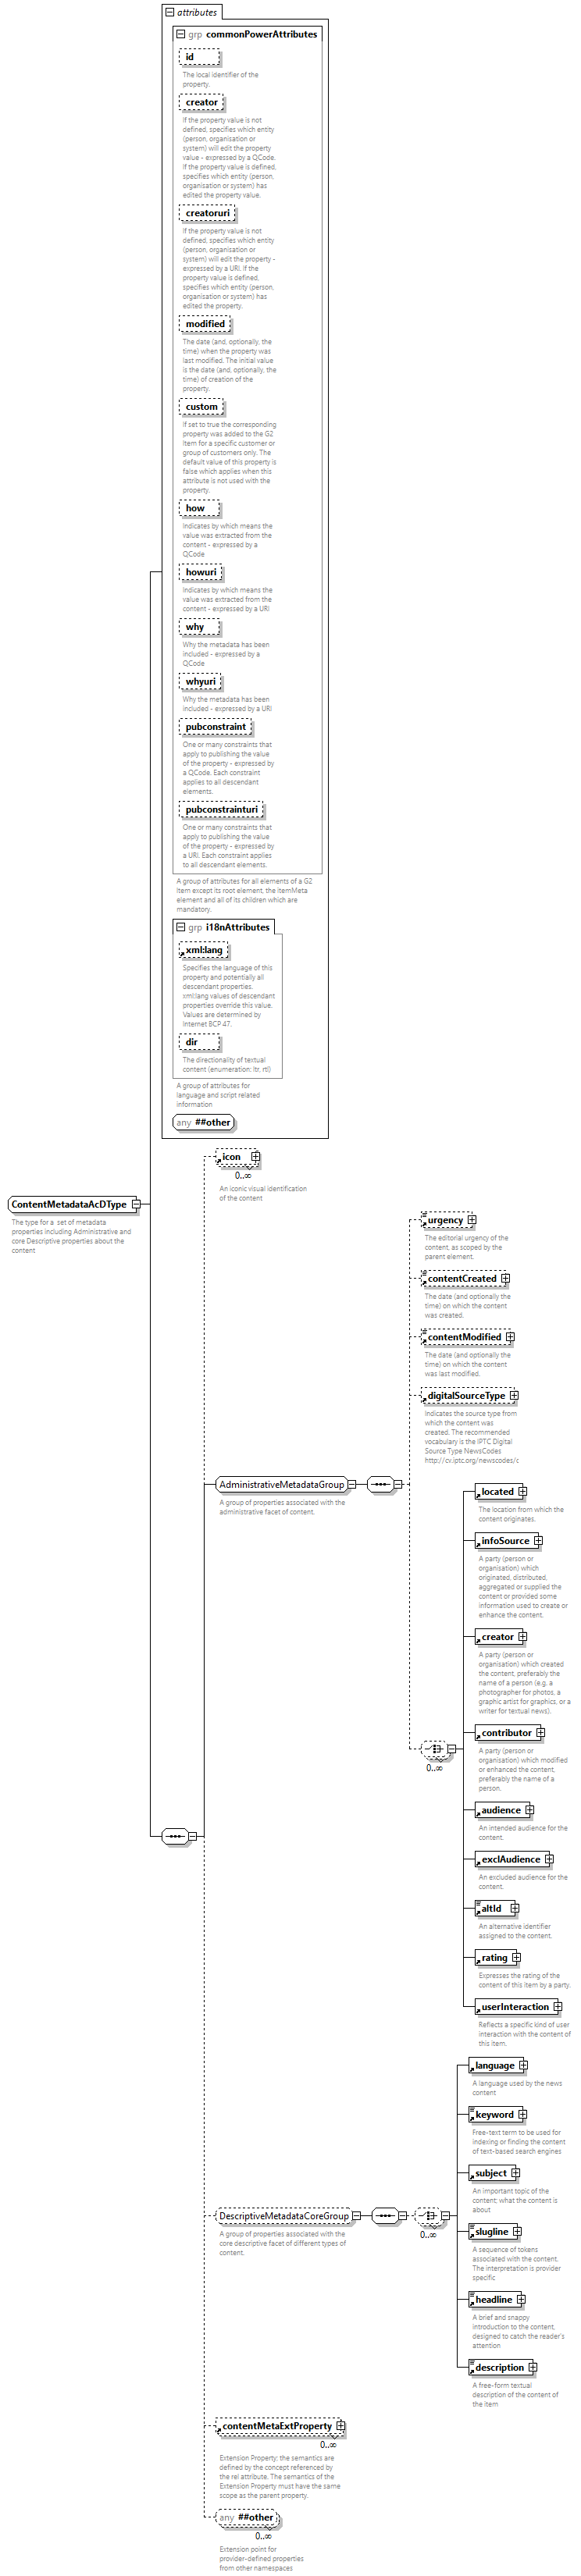 attributes
grp commonPowerAttributes
id
The local identifier of the
property.
creator
If the property value is not
defined, specifies which entity
(person, organisation or
system) will edit the property
value - expressed by a QCode.
If the property value is defined,
specifies which entity (person,
organisation or system) has
edited the property value.
creatoruri
If the property value is not
defined, specifies which entity
(person, organisation or
system) will edit the property -
expressed by a URI. If the
property value is defined,
specifies which entity (person,
organisation or system) has
edited the property.
modified
The date (and, optionally, the
time) when the property was
last modified. The initial value
is the date (and, optionally, the
time) of creation of the
property.
custom
If set to true the corresponding
property was added to the G2
Item for a specific customer or
group of customers only. The
default value of this property is
false which applies when this
attribute is not used with the
property.
how
Indicates by which means the
value was extracted from the
content - expressed by a
QCode
howuri
Indicates by which means the
value was extracted from the
content - expressed by a URI
why
Why the metadata has been
included - expressed by a
QCode
whyuri
Why the metadata has been
included - expressed by a URI
pubconstraint
One or many constraints that
apply to publishing the value
of the property - expressed by
a QCode. Each constraint
applies to all descendant
elements.
pubconstrainturi
One or many constraints that
apply to publishing the value
of the property - expressed by
a URI. Each constraint applies
to all descendant elements.
A group of attributes for all elements of a G2
Item except its root element, the itemMeta
element and all of its children which are
mandatory.
grp i18nAttributes
xml:lang
Specifies the language of this
property and potentially all
descendant properties.
xml:lang values of descendant
properties override this value.
Values are determined by
Internet BCP 47.
dir
The directionality of textual
content (enumeration: ltr, rtl)
A group of attributes for
language and script related
information
any ##other
ContentMetadataAcDType
The type for a  set of metadata
properties including Administrative and
core Descriptive properties about the
content
icon
0..∞
An iconic visual identification
of the content
AdministrativeMetadataGroup
A group of properties associated with the
administrative facet of content.
urgency
The editorial urgency of the
content, as scoped by the
parent element.
contentCreated
The date (and optionally the
time) on which the content
was created.
contentModified
The date (and optionally the
time) on which the content
was last modified.
digitalSourceType
Indicates the source type from
which the content was
created. The recommended
vocabulary is the IPTC Digital
Source Type NewsCodes
http://cv.iptc.org/newscodes/c
0..∞
located
The location from which the
content originates.
infoSource
A party (person or
organisation) which
originated, distributed,
aggregated or supplied the
content or provided some
information used to create or
enhance the content.
creator
A party (person or
organisation) which created
the content, preferably the
name of a person (e.g. a
photographer for photos, a
graphic artist for graphics, or a
writer for textual news).
contributor
A party (person or
organisation) which modified
or enhanced the content,
preferably the name of a
person.
audience
An intended audience for the
content.
exclAudience
An excluded audience for the
content.
altId
An alternative identifier
assigned to the content.
rating
Expresses the rating of the
content of this item by a party.
userInteraction
Reflects a specific kind of user
interaction with the content of
this item.
DescriptiveMetadataCoreGroup
A group of properties associated with the
core descriptive facet of different types of
content.
0..∞
language
A language used by the news
content
keyword
Free-text term to be used for
indexing or finding the content
of text-based search engines
subject
An important topic of the
content; what the content is
about
slugline
A sequence of tokens
associated with the content.
The interpretation is provider
specific
headline
A brief and snappy
introduction to the content,
designed to catch the reader's
attention
description
A free-form textual
description of the content of
the item
contentMetaExtProperty
0..∞
Extension Property; the semantics are
defined by the concept referenced by
the rel attribute. The semantics of the
Extension Property must have the same
scope as the parent property.
any ##other
0..∞
Extension point for
provider-defined properties
from other namespaces